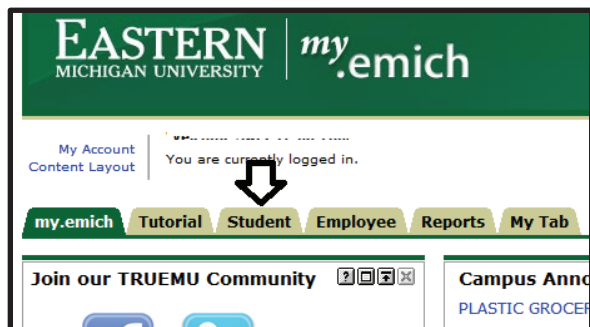 EASTERN
MICHIGAN UNIVERSITY
my.emich
My Account
Content Layout
You are currently logged in.
my.emich Tutorial Student Employee Reports My Tab
Join our TRUEMU Community
Campus Anno
PLASTIC GROCER